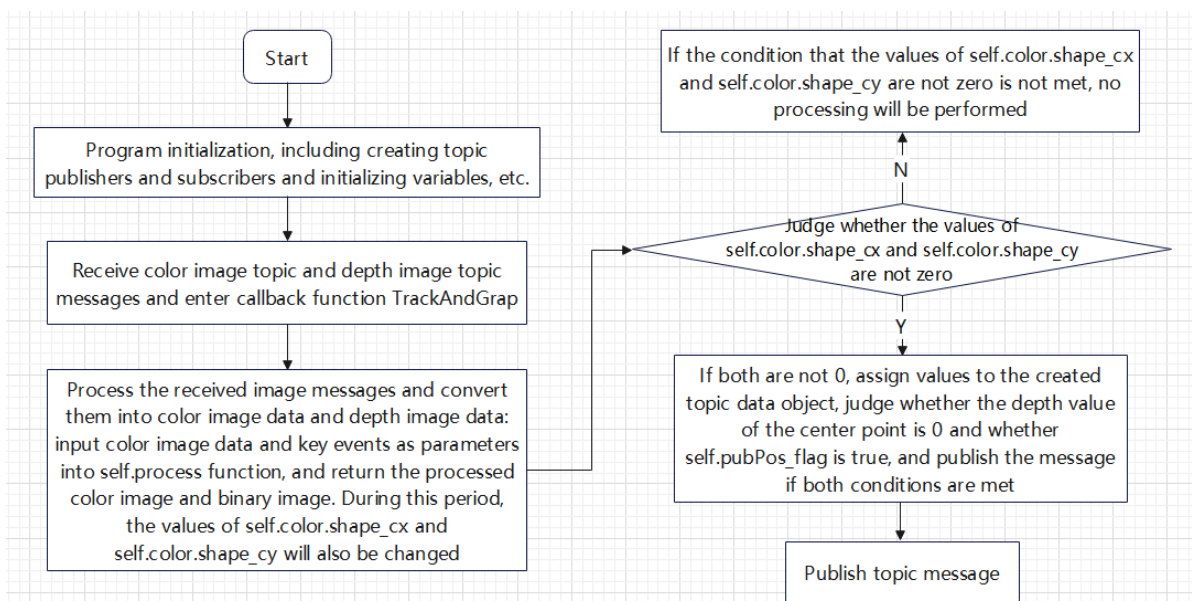 Start
Program initialization, including creating topic
publishers and subscribers and initializing variables, etc.
Receive color image topic and depth image topic
messages and enter callback function TrackAndGrap
Process the received image messages and convert
them into color image data and depth image data:
input color image data and key events as parameters
into self.process function, and return the processed
color image and binary image. During this period,
the values of self.color.shape_cx and
self.color.shape_cy will also be changed
If the condition that the values of self.color.shape_cx
and self.color.shape_cy are not zero is not met, no
processing will be performed
N
Judge whether the values of
self.color.shape_cx and self.color.shape_cy
are not zero
Y
If both are not 0, assign values to the created
topic data object, judge whether the depth value
of the center point is 0 and whether
self.pubPos_flag is true, and publish the message
if both conditions are met
Publish topic message